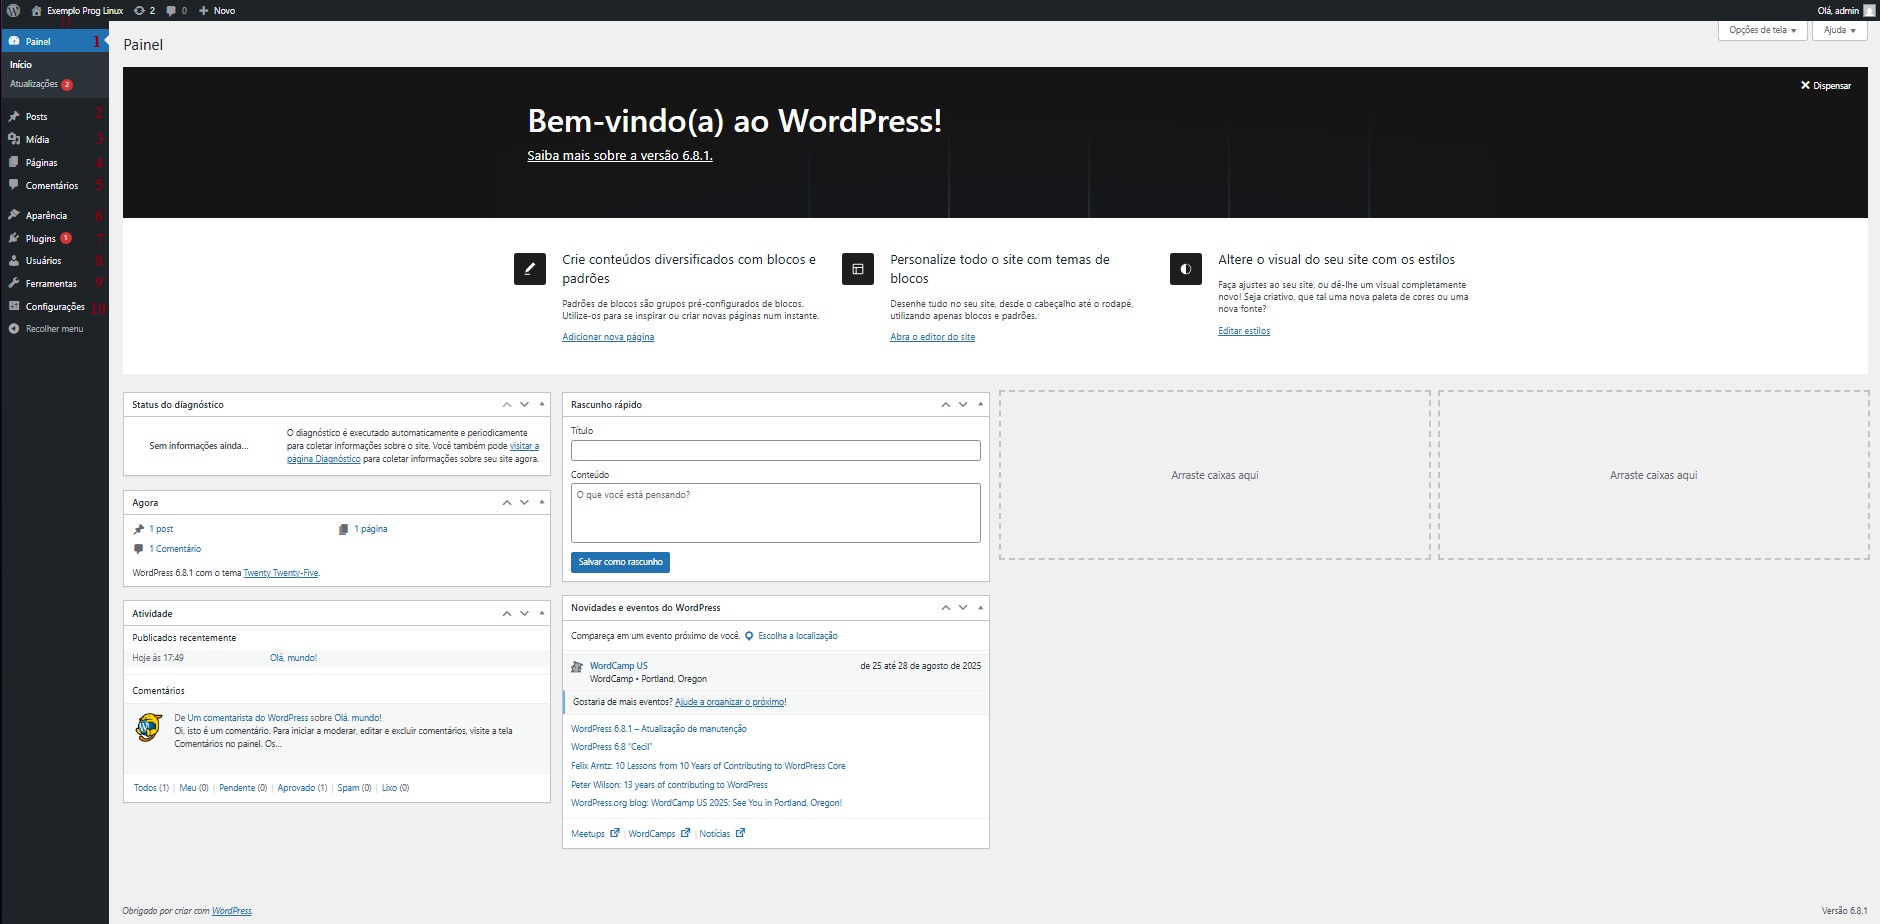 Exemplo Prog Linux 2 0 Novo
Olá, admin
11
Painel 1
Início
Atualizações 2
Posts 2
Mídia 3
Páginas 4
Comentários 5
Aparência 6
Plugins 1 7
Usuários 8
Ferramentas 9
Configurações 10
Recolher menu
Painel
Opções de tela
Ajuda
Dispensar
Bem-vindo(a) ao WordPress!
Saiba mais sobre a versão 6.8.1.
Crie conteúdos diversificados com blocos e
padrões
Padrões de blocos são grupos pré-configurados de blocos.
Utilize-os para se inspirar ou criar novas páginas num instante.
Adicionar nova página
Personalize todo o site com temas de
blocos
Desenhe tudo no seu site, desde o cabeçalho até o rodapé,
utilizando apenas blocos e padrões.
Abra o editor do site
Altere o visual do seu site com os estilos
Faça ajustes ao seu site, ou dê-lhe um visual completamente
novo! Seja criativo, que tal uma nova paleta de cores ou uma
nova fonte?
Editar estilos
Status do diagnóstico
Sem informações ainda...
O diagnóstico é executado automaticamente e periodicamente
para coletar informações sobre o site. Você também pode visitar a
página Diagnóstico para coletar informações sobre seu site agora.
Agora
1 post
1 página
1 Comentário
WordPress 6.8.1 com o tema Twenty Twenty-Five.
Atividade
Publicados recentemente
Hoje às 17:49 Olá, mundo!
Comentários
De Um comentarista do WordPress sobre Olá, mundo!
Oi, isto é um comentário. Para iniciar a moderar, editar e excluir comentários, visite a tela
Comentários no painel. Os...
Todos (1) | Meu (0) | Pendente (0) | Aprovado (1) | Spam (0) | Lixo (0)
Rascunho rápido
Título
Conteúdo
O que você está pensando?
Salvar como rascunho
Novidades e eventos do WordPress
Compareça em um evento próximo de você. Escolha a localização
WordCamp US de 25 até 28 de agosto de 2025
WordCamp • Portland, Oregon
Gostaria de mais eventos? Ajude a organizar o próximo!
WordPress 6.8.1 – Atualização de manutenção
WordPress 6.8 “Cecil”
Felix Arntz: 10 Lessons from 10 Years of Contributing to WordPress Core
Peter Wilson: 13 years of contributing to WordPress
WordPress.org blog: WordCamp US 2025: See You in Portland, Oregon!
Meetups | WordCamps | Notícias
Arraste caixas aqui
Arraste caixas aqui
Obrigado por criar com WordPress.
Versão 6.8.1